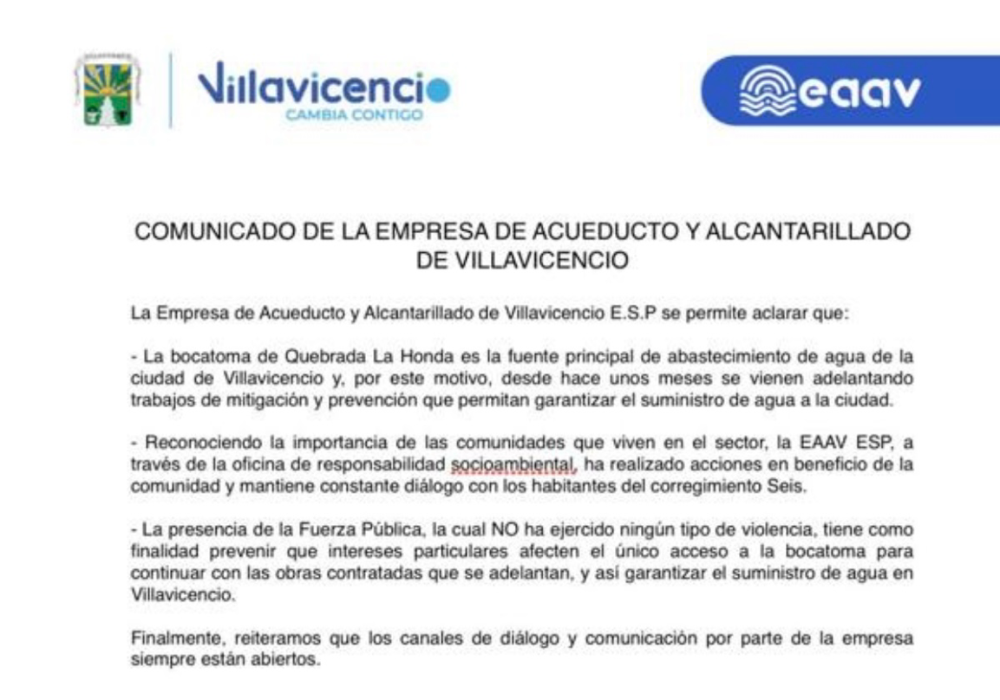 Villavicencio
CAMBIA CONTIGO
eaav
COMUNICADO DE LA EMPRESA DE ACUEDUCTO Y ALCANTARILLADO
DE VILLAVICENCIO
La Empresa de Acueducto y Alcantarillado de Villavicencio E.S.P se permite aclarar que:
- La bocatoma de Quebrada La Honda es la fuente principal de abastecimiento de agua de la
ciudad de Villavicencio y, por este motivo, desde hace unos meses se vienen adelantando
trabajos de mitigación y prevención que permitan garantizar el suministro de agua a la ciudad.
- Reconociendo la importancia de las comunidades que viven en el sector, la EAAV ESP, a
través de la oficina de responsabilidad socioambiental, ha realizado acciones en beneficio de la
comunidad y mantiene constante diálogo con los habitantes del corregimiento Seis.
- La presencia de la Fuerza Pública, la cual NO ha ejercido ningún tipo de violencia, tiene como
finalidad prevenir que intereses particulares afecten el único acceso a la bocatoma para
continuar con las obras contratadas que se adelantan, y así garantizar el suministro de agua en
Villavicencio.
Finalmente, reiteramos que los canales de diálogo y comunicación por parte de la empresa
siempre están abiertos.